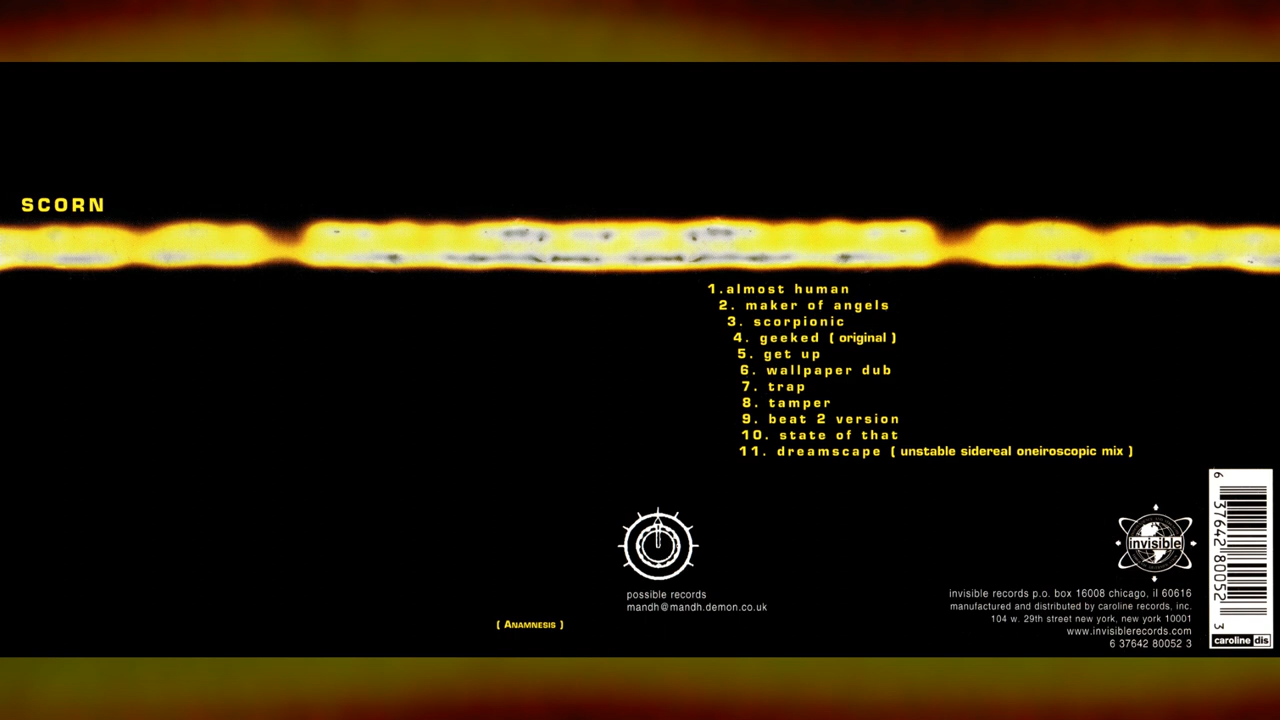 SCORN
1.almost human
2. maker of angels
3. scorpionic
4. geeked ( original )
5. get up
6. wallpaper dub
7. trap
8. tamper
9. beat 2 version
10. state of that
11. dreamscape ( unstable sidereal oneiroscopic mix )
possible records
mandh@mandh.demon.co.uk
( ANAMNESIS )
invisible
invisible records p.o. box 16008 chicago, il 60616
manufactured and distributed by caroline records, inc.
104 w. 29th street new york, new york 10001
www.invisiblerecords.com
6 37642 80052 3
6 37642 80052 3
caroline dis